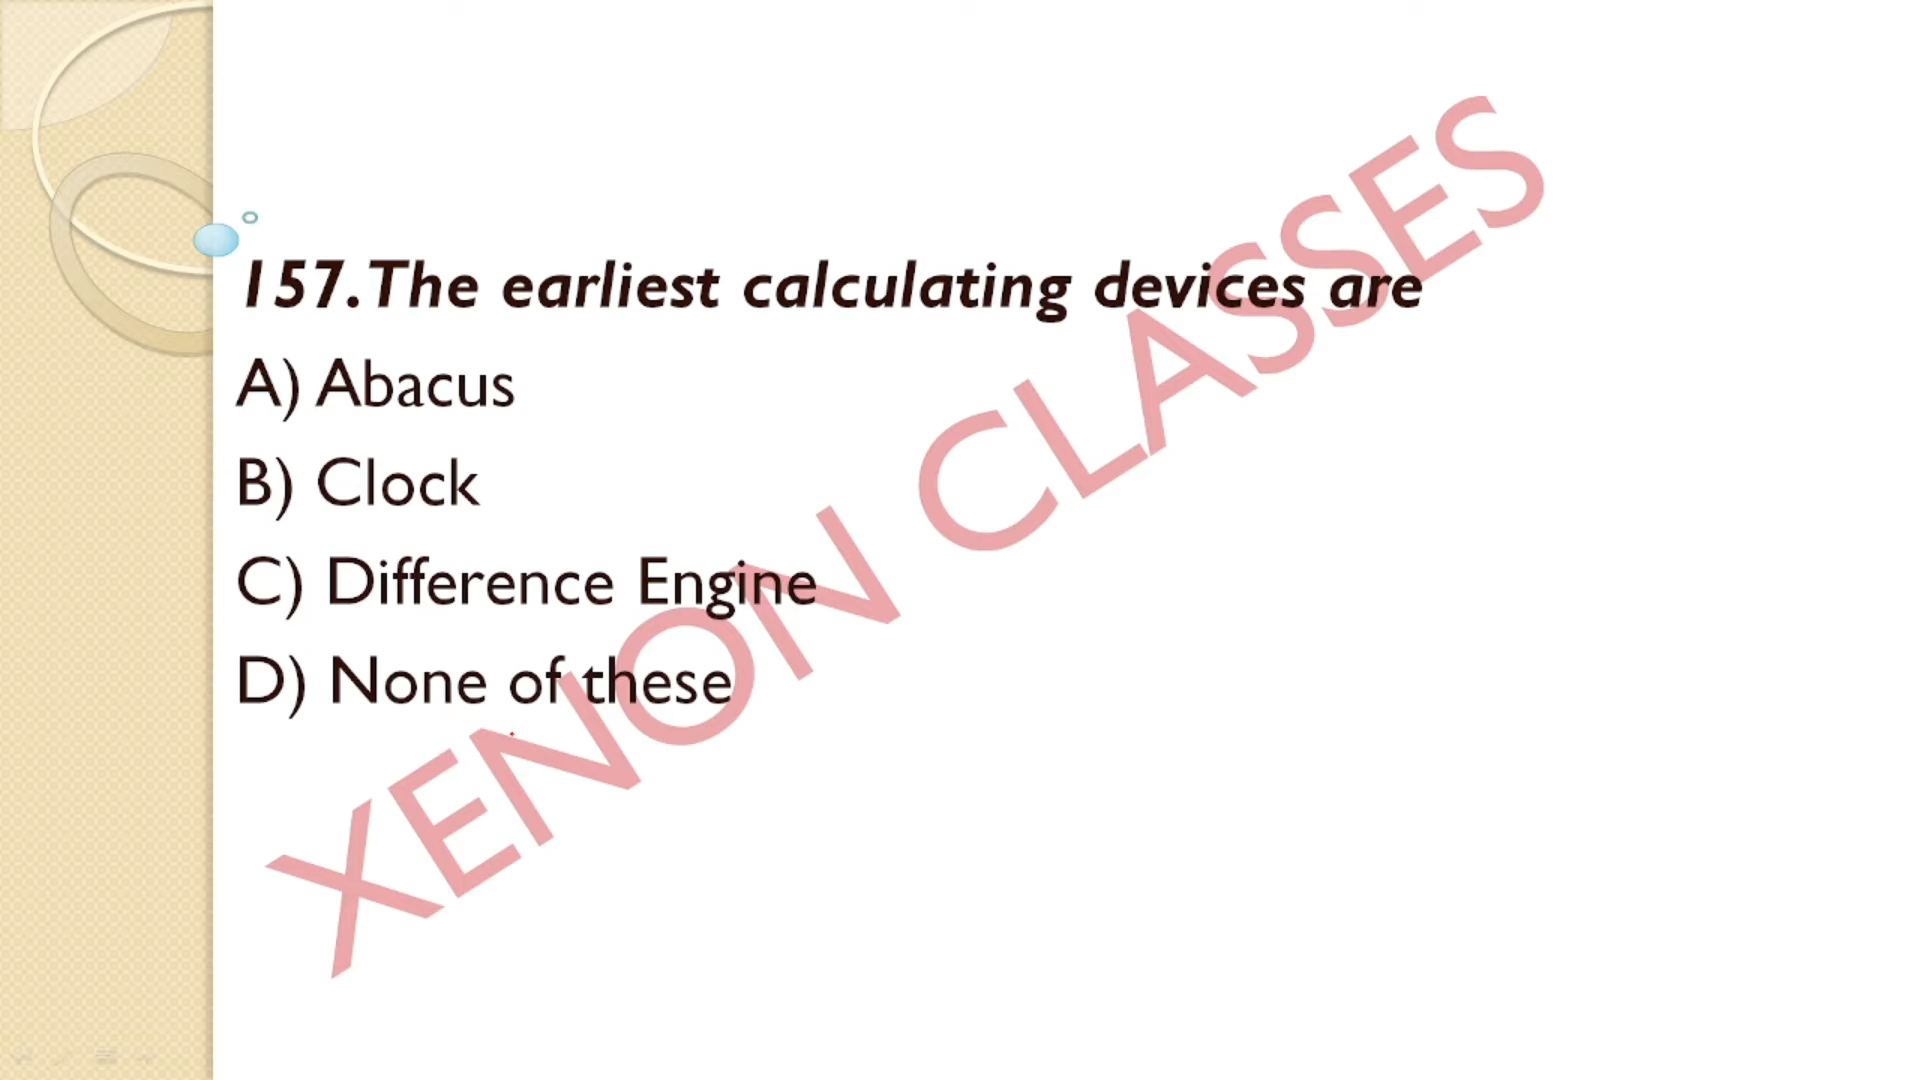 157. The earliest calculating devices are
A) Abacus
B) Clock
C) Difference Engine
D) None of these
XENON CLASSES